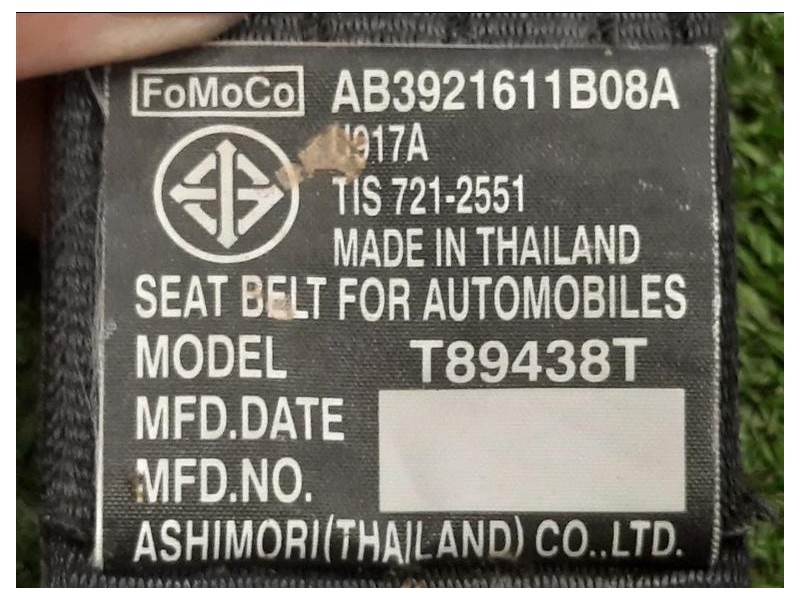 FoMoCo AB3921611B08A
TIS 721-2551
MADE IN THAILAND
SEAT BELT FOR AUTOMOBILES
MODEL T89438T
MFD.DATE
MFD.NO.
ASHIMORI(THAILAND) CO.,LTD.